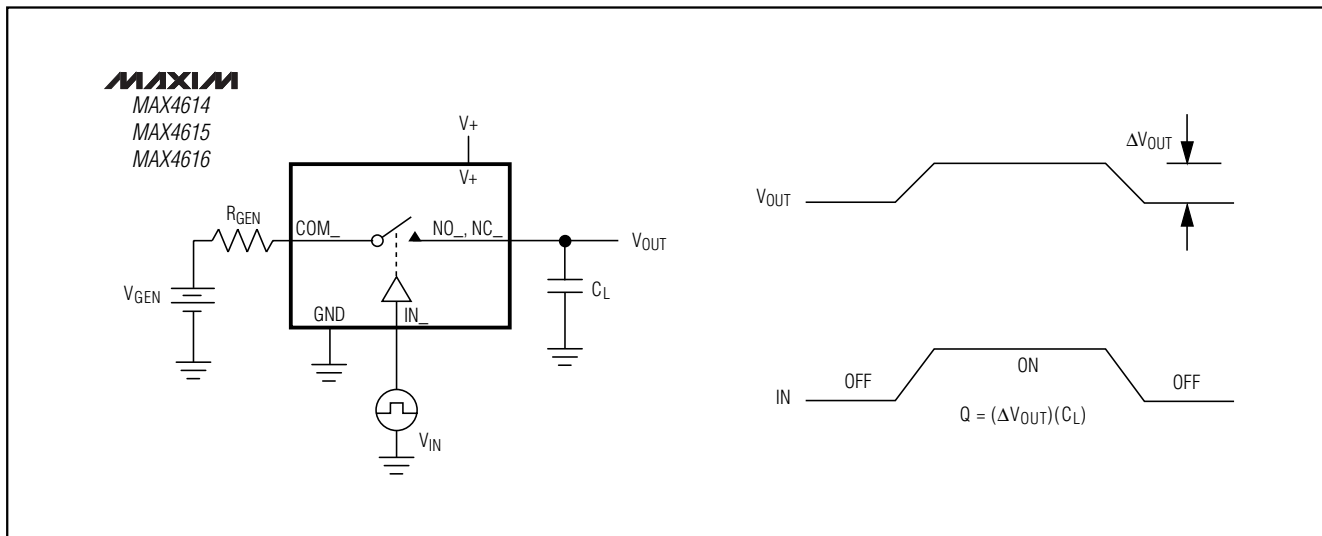 MAXIM
MAX4614
MAX4615
MAX4616
V+
V+
RGEN
COM_
NO_, NC_
VOUT
VGEN
CL
GND
IN_
VIN
ΔVOUT
VOUT
IN
OFF
ON
OFF
Q = (ΔVOUT)(CL)